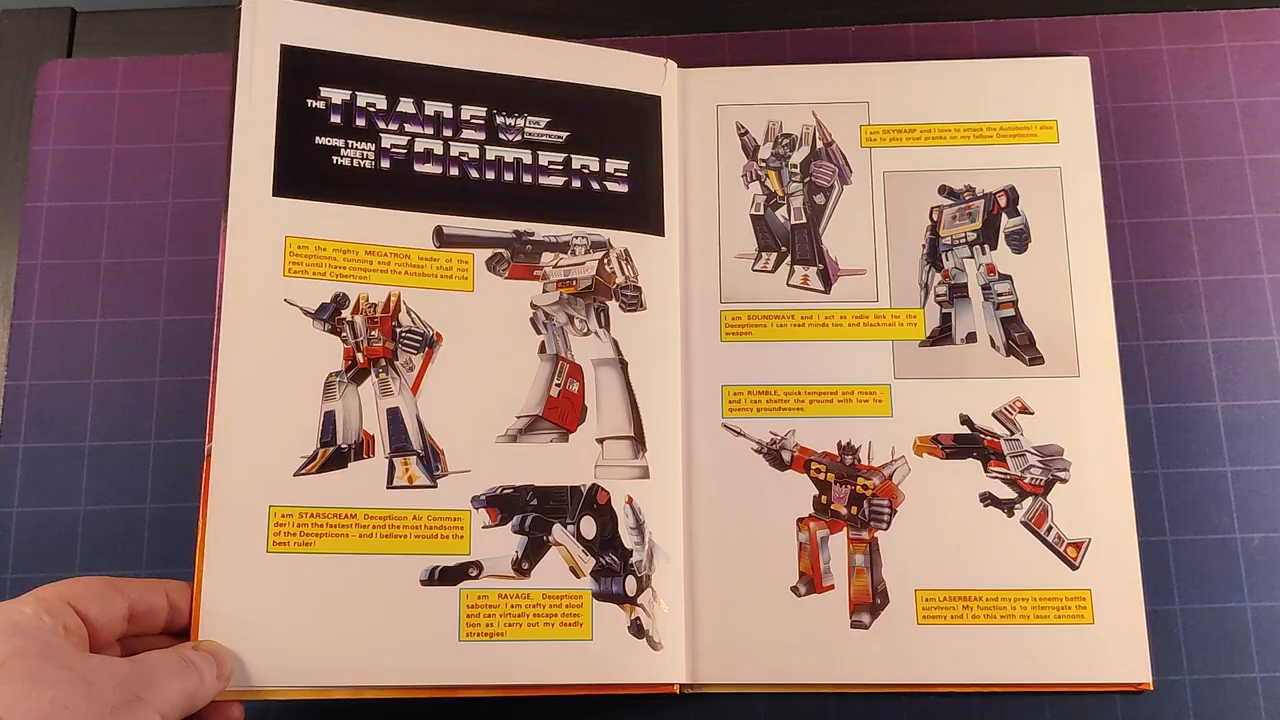 THE TRANS
EVIL
DECEPTICON
MORE THAN
MEETS
THE EYE!
FORMERS
I am the mighty MEGATRON, leader of the
Decepticons, cunning and ruthless! I shall not
rest until I have conquered the Autobots and rule
Earth and Cybertron!
I am STARSCREAM, Decepticon Air Comman-
der! I am the fastest flier and the most handsome
of the Decepticons – and I believe I would be the
best ruler!
I am RAVAGE, Decepticon
saboteur. I am crafty and aloof
and can virtually escape detec-
tion as I carry out my deadly
strategies!
I am SKYWARP and I love to attack the Autobots! I also
like to play cruel pranks on my fellow Decepticons.
I am SOUNDWAVE and I act as radio link for the
Decepticons. I can read minds too, and blackmail is my
weapon.
I am RUMBLE, quick-tempered and mean –
and I can shatter the ground with low fre-
quency groundwaves.
I am LASERBEAK and my prey is enemy battle
survivors! My function is to interrogate the
enemy and I do this with my laser cannons.